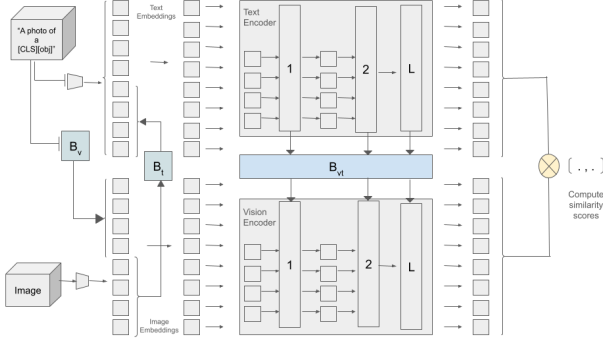 "A photo of
a
[CLS][obj]"
Text
Embeddings
Text
Encoder
1
2
L
B_v
B_t
B_vt
Vision
Encoder
1
2
L
Image
Image
Embeddings
( . , . )
Compute
similarity
scores